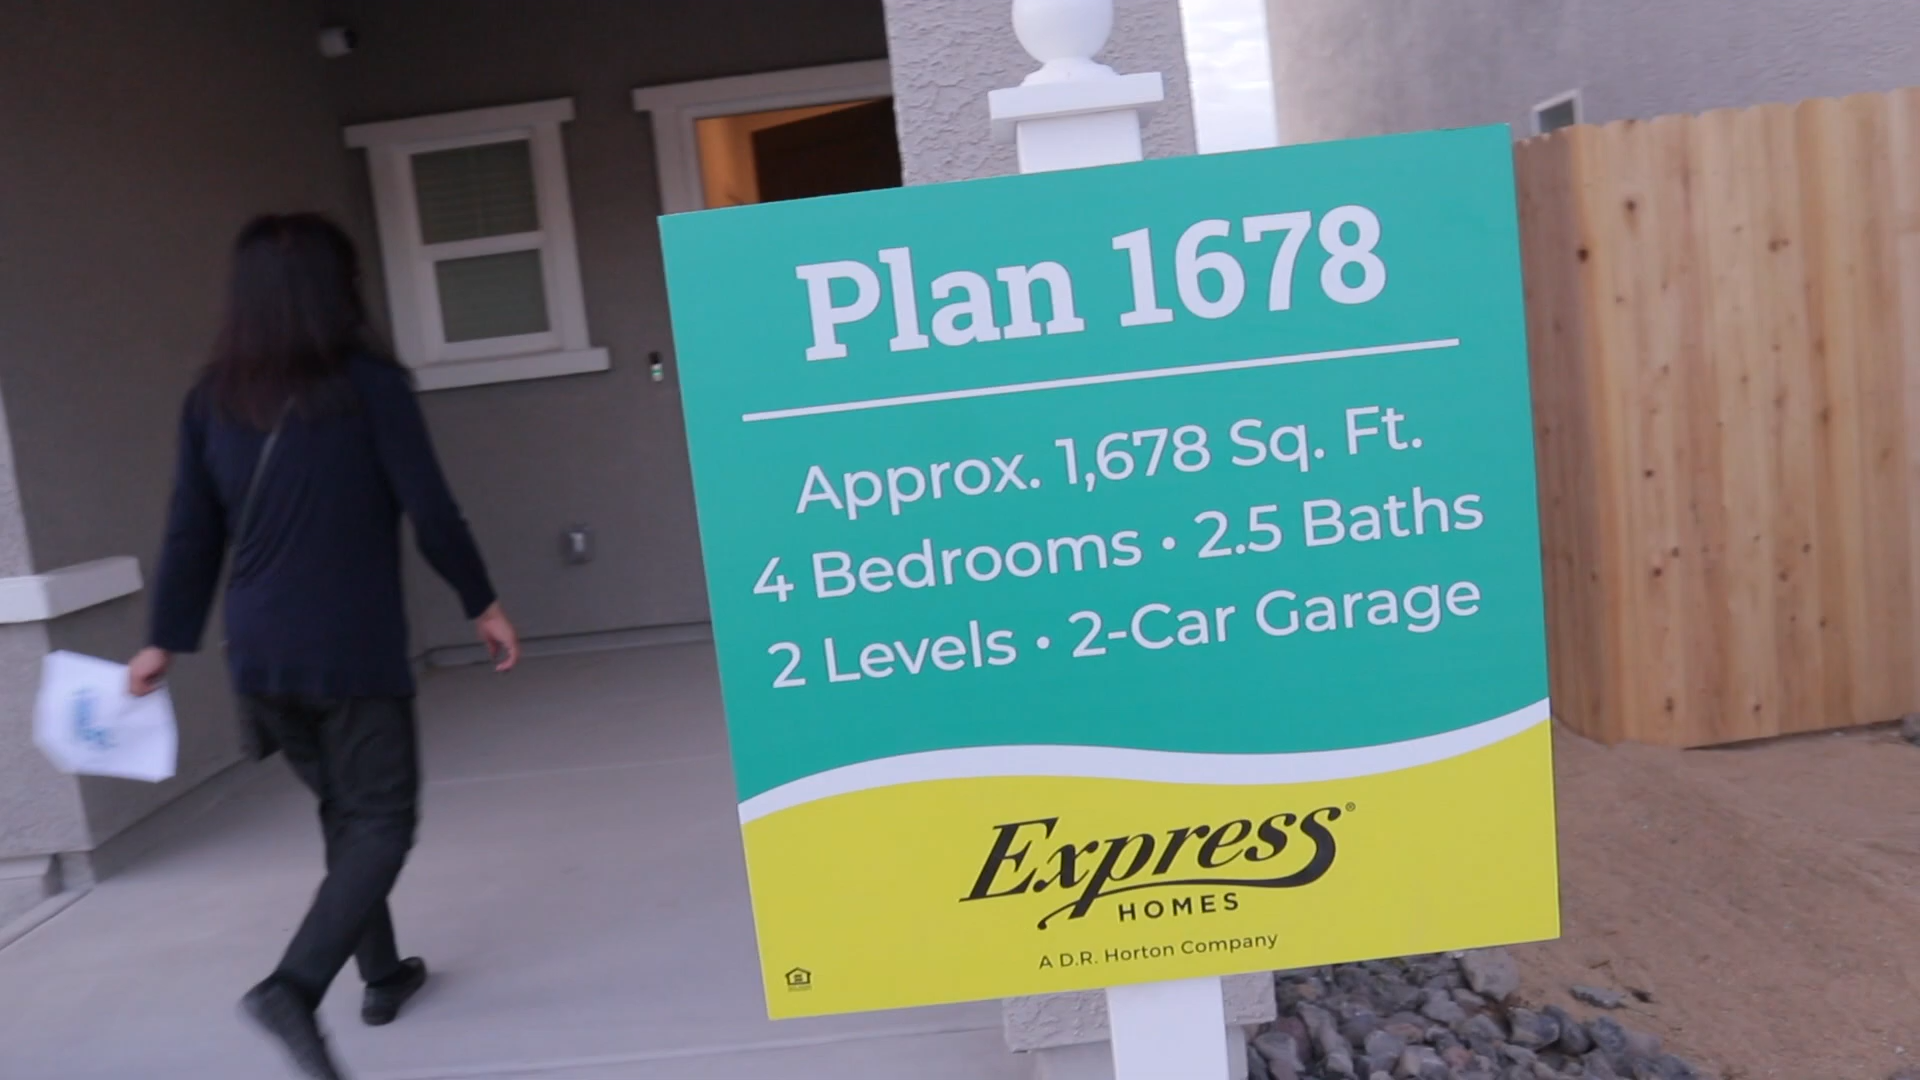 Plan 1678
Approx. 1,678 Sq. Ft.
4 Bedrooms • 2.5 Baths
2 Levels • 2-Car Garage
Express®
HOMES
A D.R. Horton Company